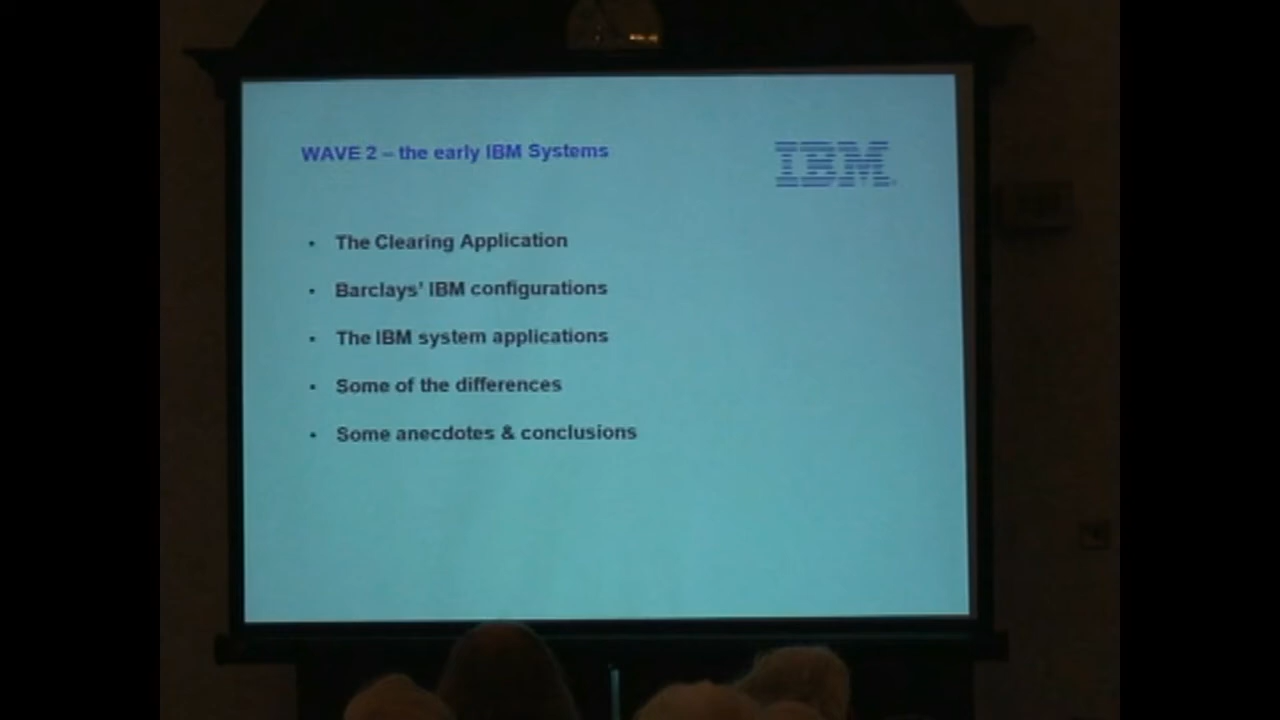 WAVE 2 – the early IBM Systems
IBM
• The Clearing Application
• Barclays' IBM configurations
• The IBM system applications
• Some of the differences
• Some anecdotes & conclusions